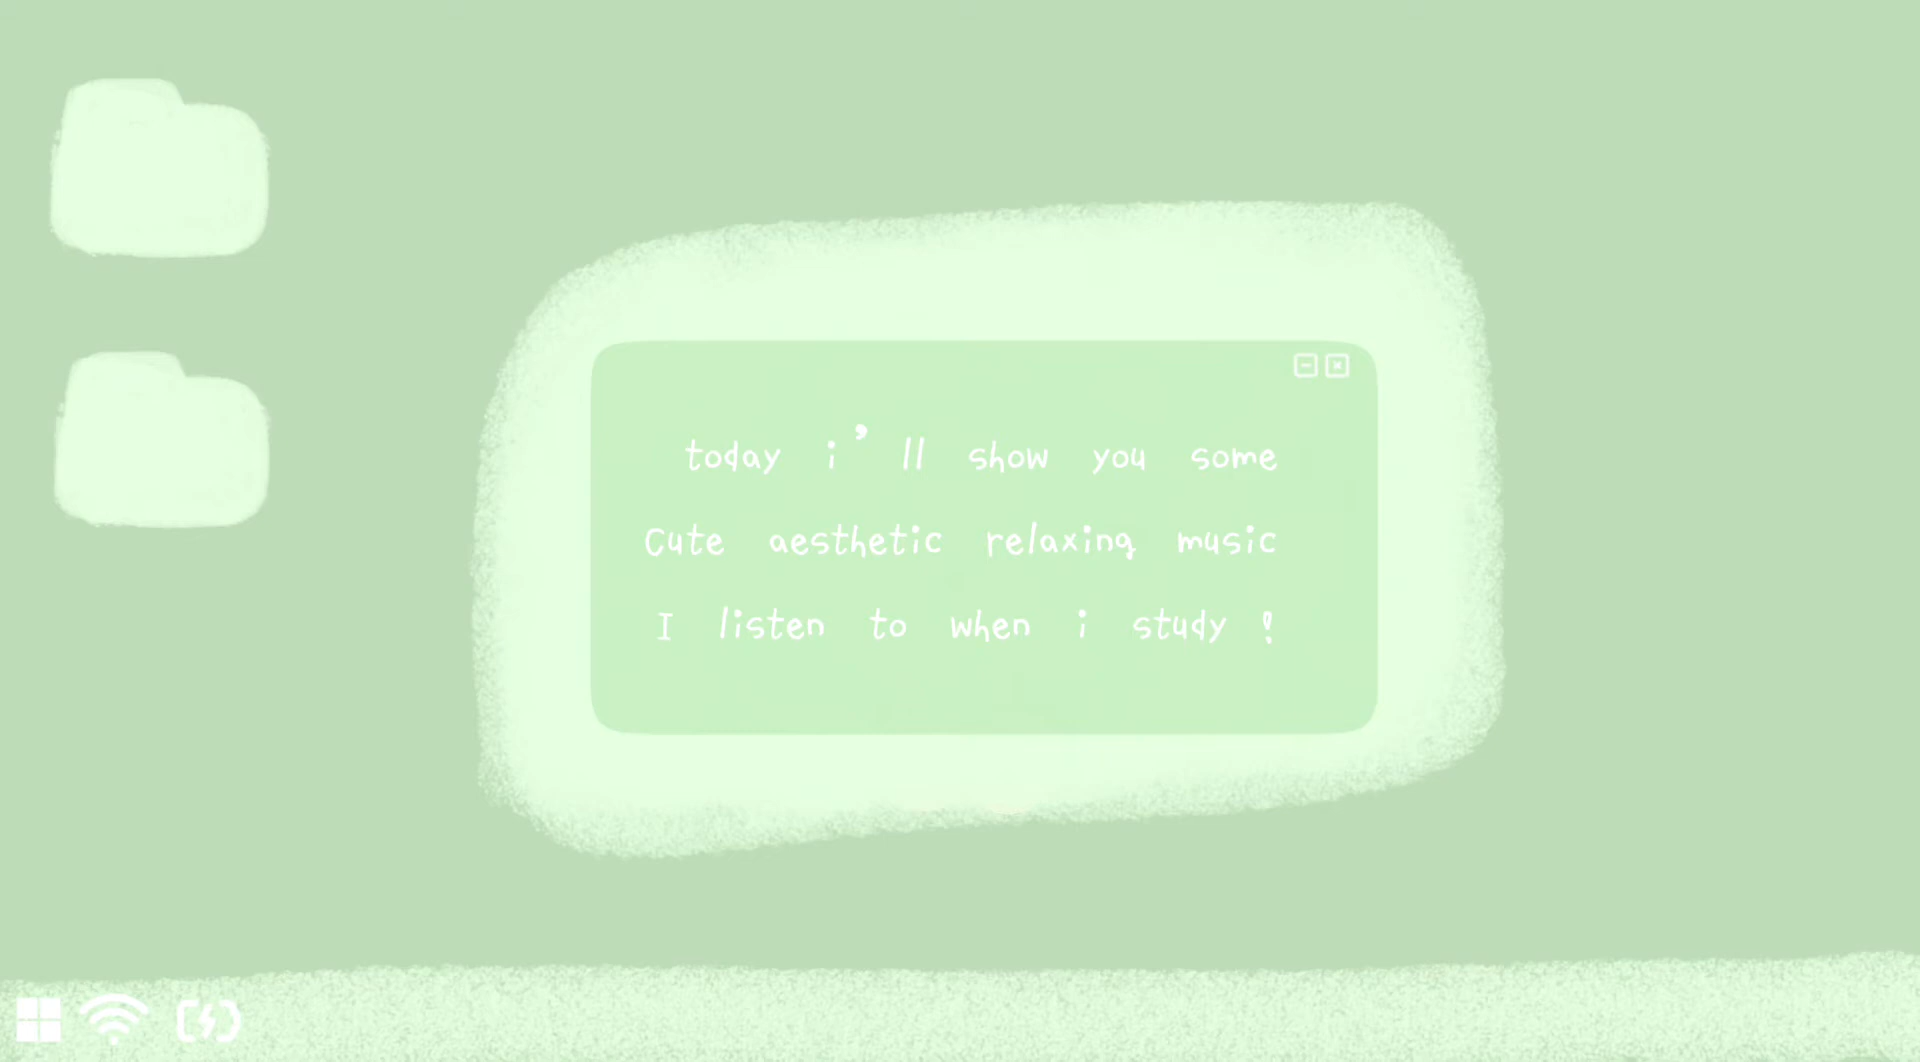 today i'll show you some
Cute aesthetic relaxing music
I listen to when i study !